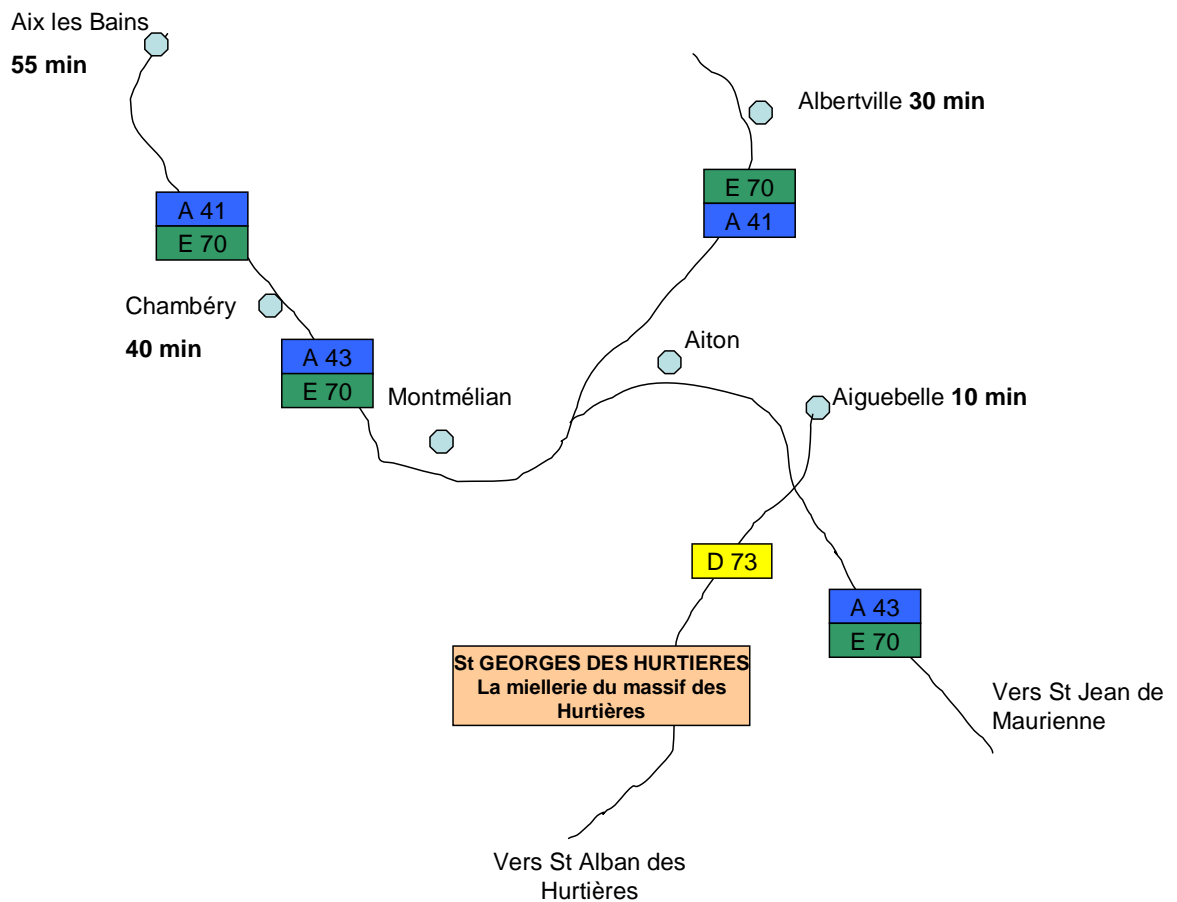 Aix les Bains
55 min
Albertville 30 min
E 70
A 41
A 41
E 70
Chambéry
40 min
A 43
E 70
Montmélian
Aiton
Aiguebelle 10 min
D 73
A 43
E 70
St GEORGES DES HURTIERES
La miellerie du massif des
Hurtières
Vers St Jean de
Maurienne
Vers St Alban des
Hurtières